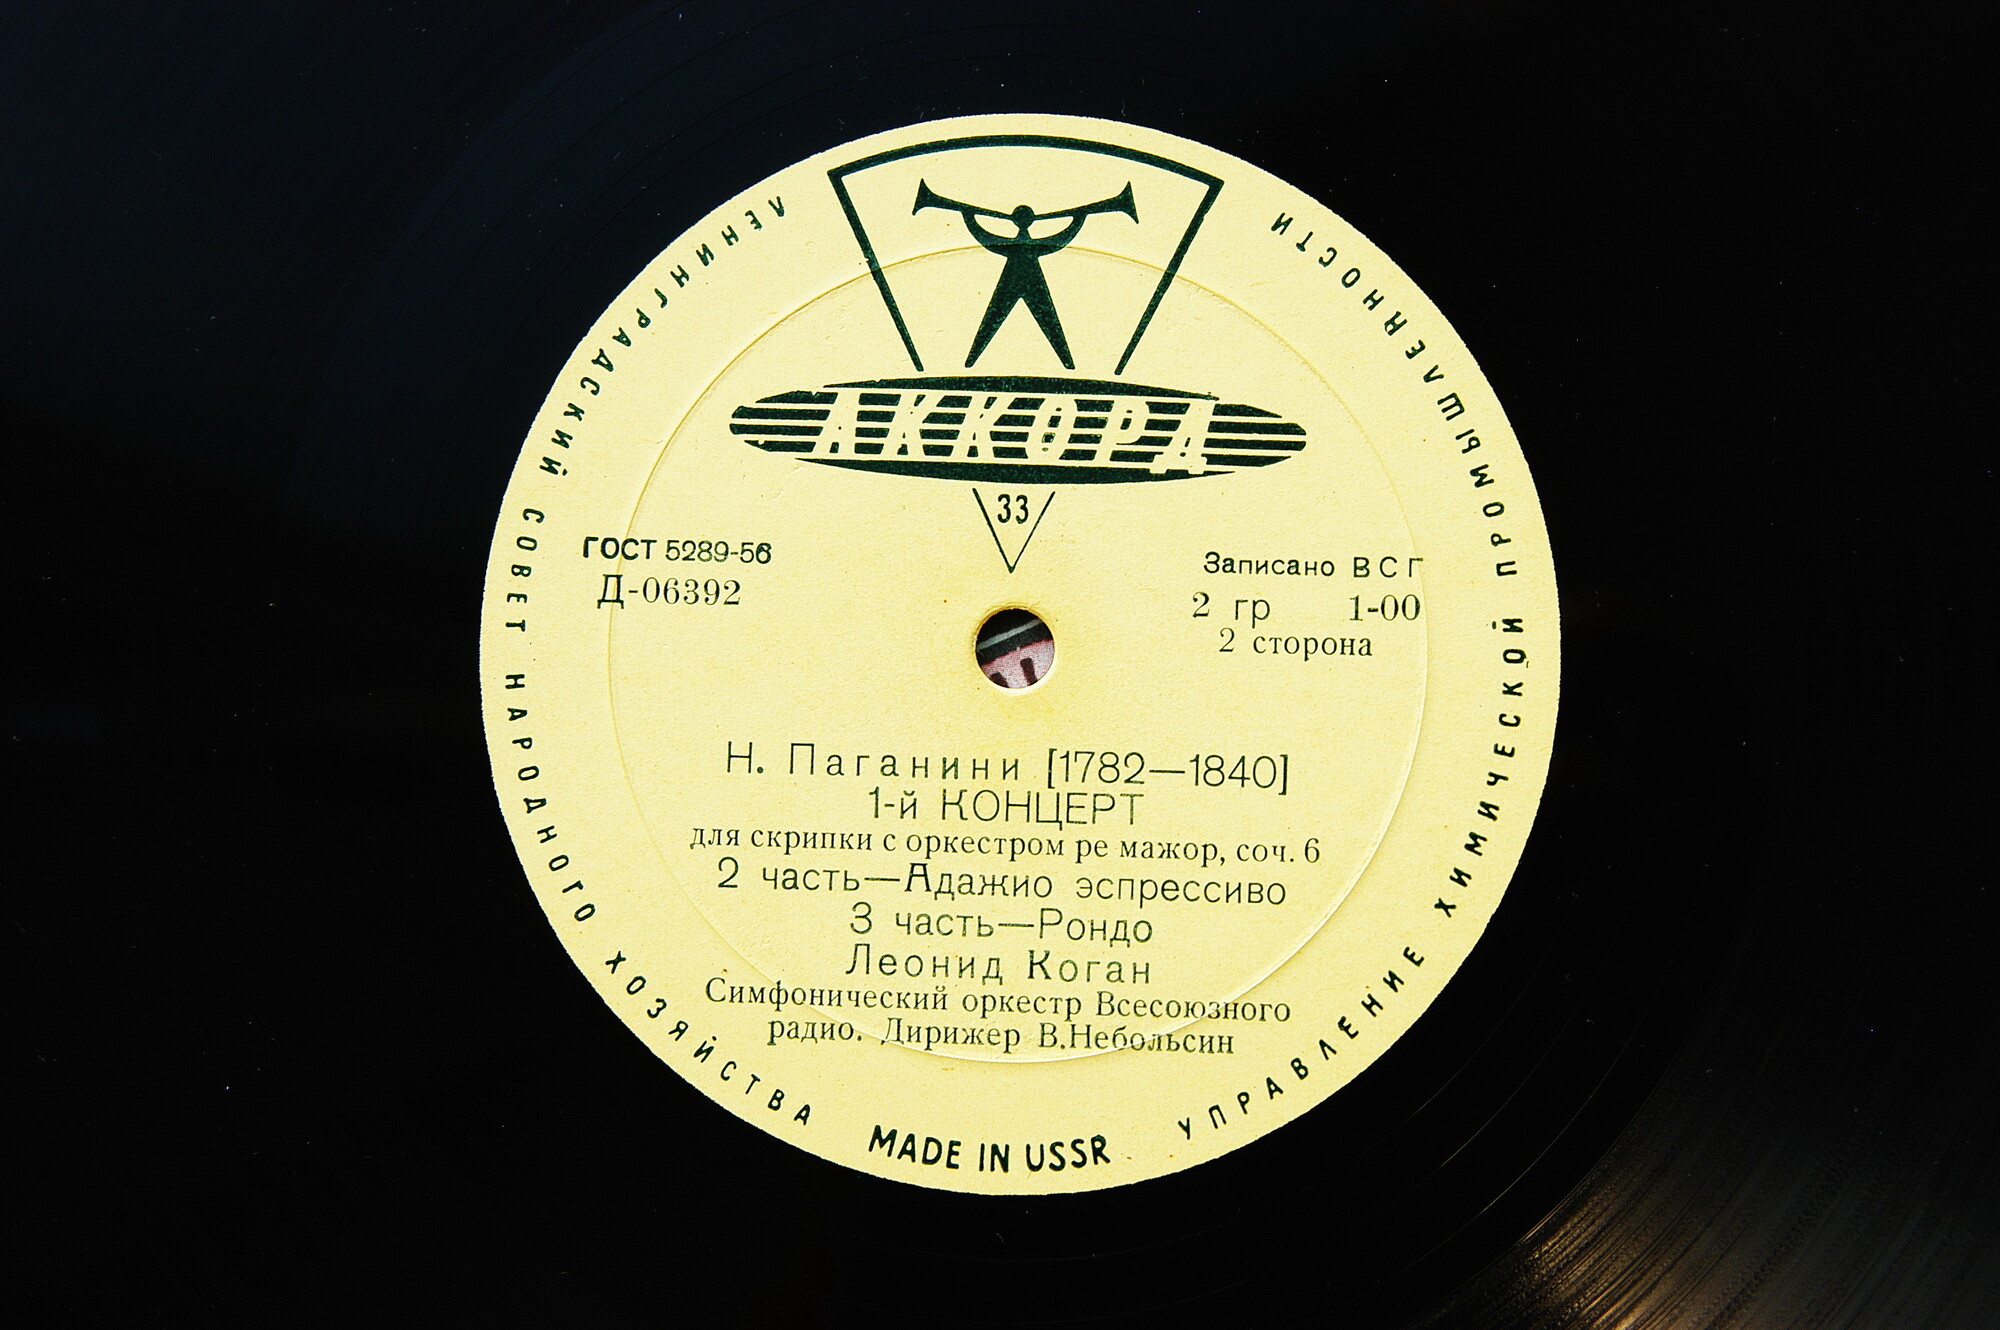 АККОРД
33
ГОСТ 5289-56
Д-06392
Записано ВСГ
2 гр 1-00
2 сторона
Н. Паганини [1782—1840]
1-й КОНЦЕРТ
для скрипки с оркестром ре мажор, соч. 6
2 часть—Адажио эспрессиво
3 часть—Рондо
Леонид Коган
Симфонический оркестр Всесоюзного
радио. Дирижер В.Небольсин
ЛЕНИНГРАДСКИЙ СОВЕТ НАРОДНОГО ХОЗЯЙСТВА
MADE IN USSR
УПРАВЛЕНИЕ ХИМИЧЕСКОЙ ПРОМЫШЛЕННОСТИ